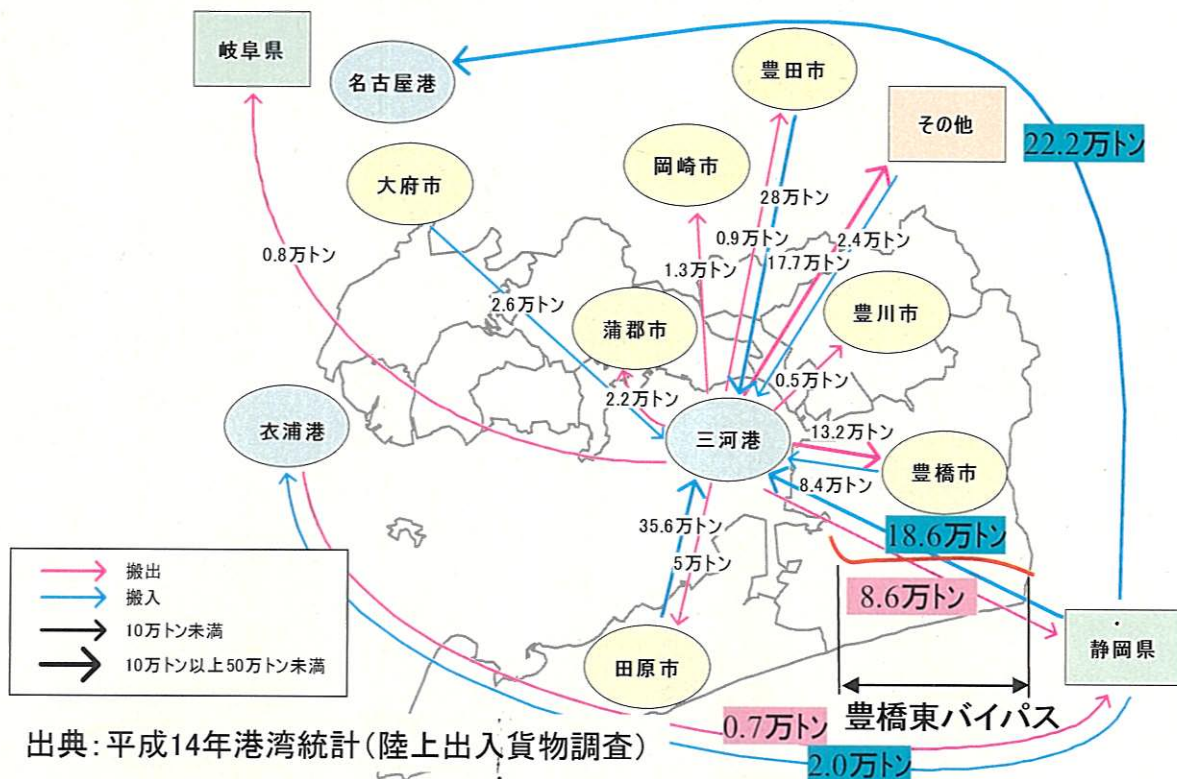 岐阜県
名古屋港
豊田市
その他
22.2万トン
岡崎市
大府市
28万トン
0.8万トン
0.9万トン
2.4万トン
17.7万トン
1.3万トン
2.6万トン
蒲郡市
豊川市
0.5万トン
2.2万トン
衣浦港
三河港
13.2万トン
豊橋市
8.4万トン
35.6万トン
18.6万トン
5万トン
8.6万トン
搬出
搬入
10万トン未満
10万トン以上50万トン未満
田原市
静岡県
0.7万トン
豊橋東バイパス
2.0万トン
出典:平成14年港湾統計(陸上出入貨物調査)